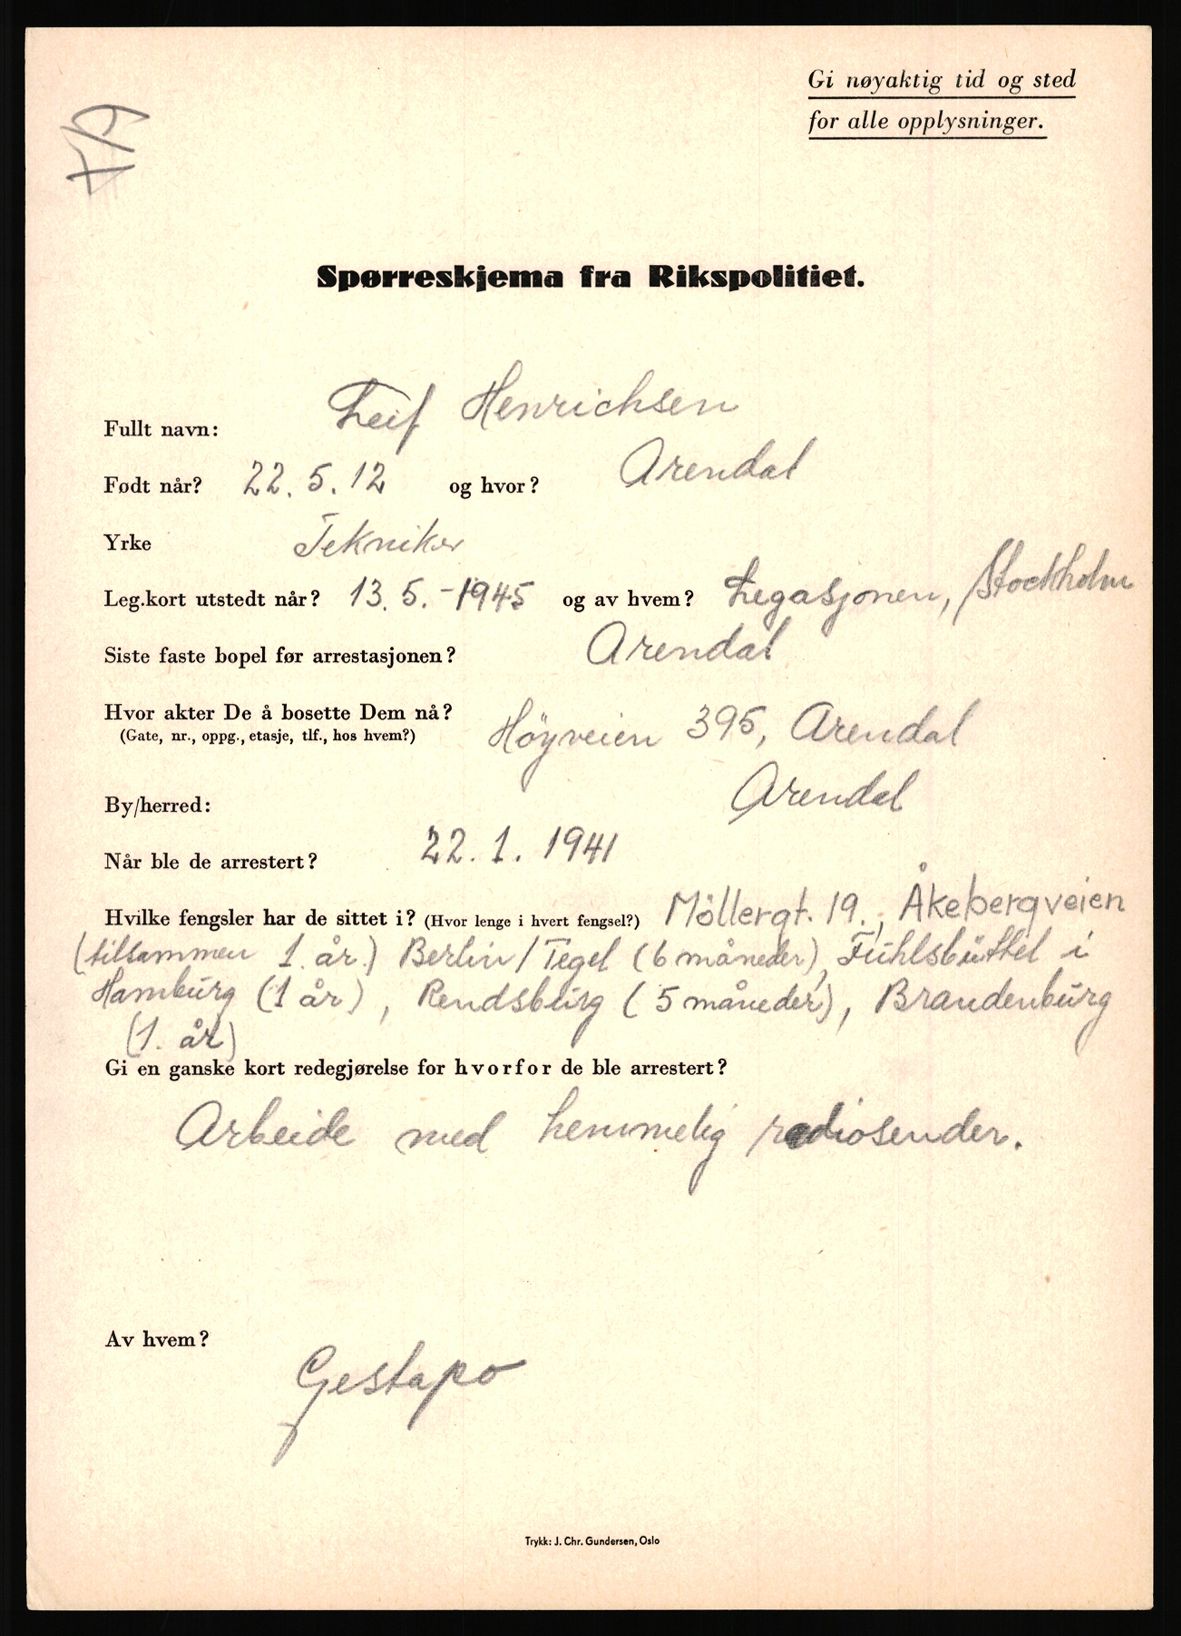 Gi nøyaktig tid og sted
for alle opplysninger.
Spørreskjema fra Rikspolitiet.
Fullt navn: Leif Henrichsen
Født når? 22.5.12 og hvor? Arendal
Yrke Tekniker
Leg.kort utstedt når? 13.5.-1945 og av hvem? Legasjonen, Stockholm
Siste faste bopel før arrestasjonen? Arendal
Hvor akter De å bosette Dem nå? Höyveien 395, Arendal
(Gate, nr., oppg., etasje, tlf., hos hvem?)
By/herred: Arendal
Når ble de arrestert? 22.1.1941
Hvilke fengsler har de sittet i? (Hvor lenge i hvert fengsel?) Möllergt. 19., Åkebergveien
(tilsammen 1. år.) Berlin/Tegel (6 måneder), Fühlsbüttel i
Hamburg (1 år), Rendsburg (5 måneder), Brandenburg
(1. år)
Gi en ganske kort redegjørelse for hvorfor de ble arrestert?
Arbeide med hemmelig radiosender.
Av hvem?
Gestapo
Trykk: J. Chr. Gundersen, Oslo